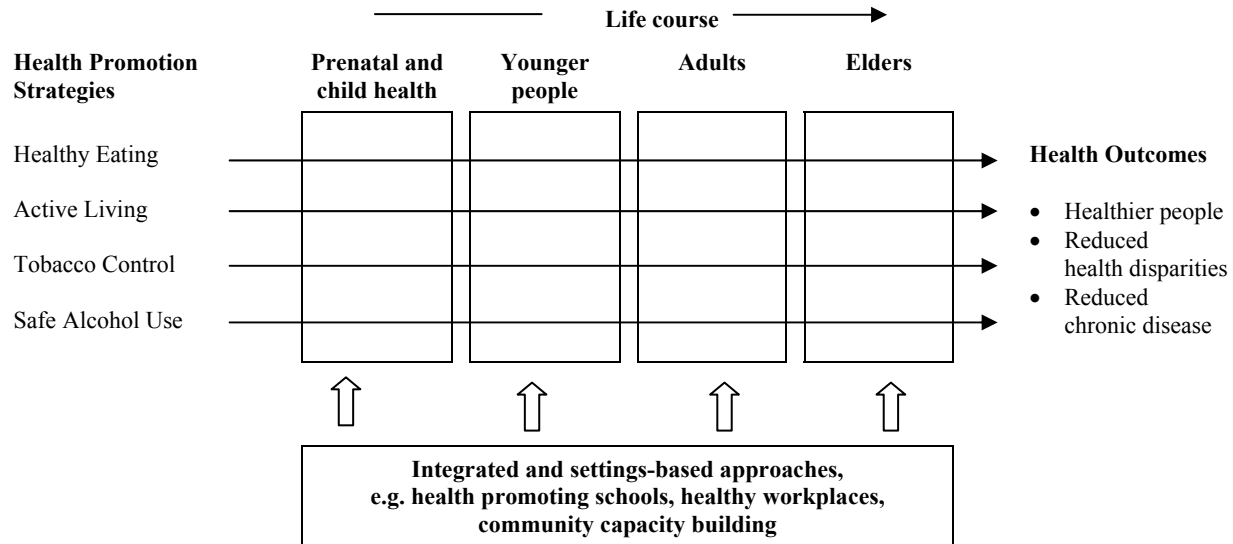 Life course
Health Promotion
Strategies
Prenatal and
child health
Younger
people
Adults
Elders
Healthy Eating
Active Living
Tobacco Control
Safe Alcohol Use
Health Outcomes
• Healthier people
• Reduced
health disparities
• Reduced
chronic disease
Integrated and settings-based approaches,
e.g. health promoting schools, healthy workplaces,
community capacity building